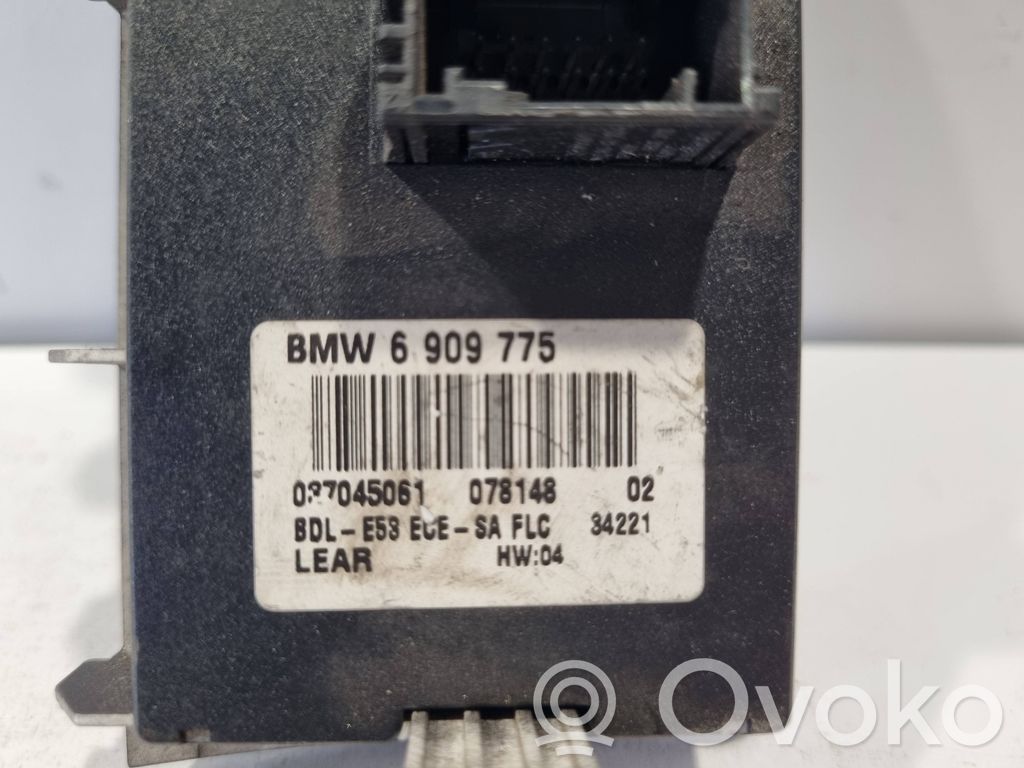 BMW 6 909 775
037045061 078148 02
BDL - E53 ECE - SA FLC 34221
LEAR HW:04
Ovoko